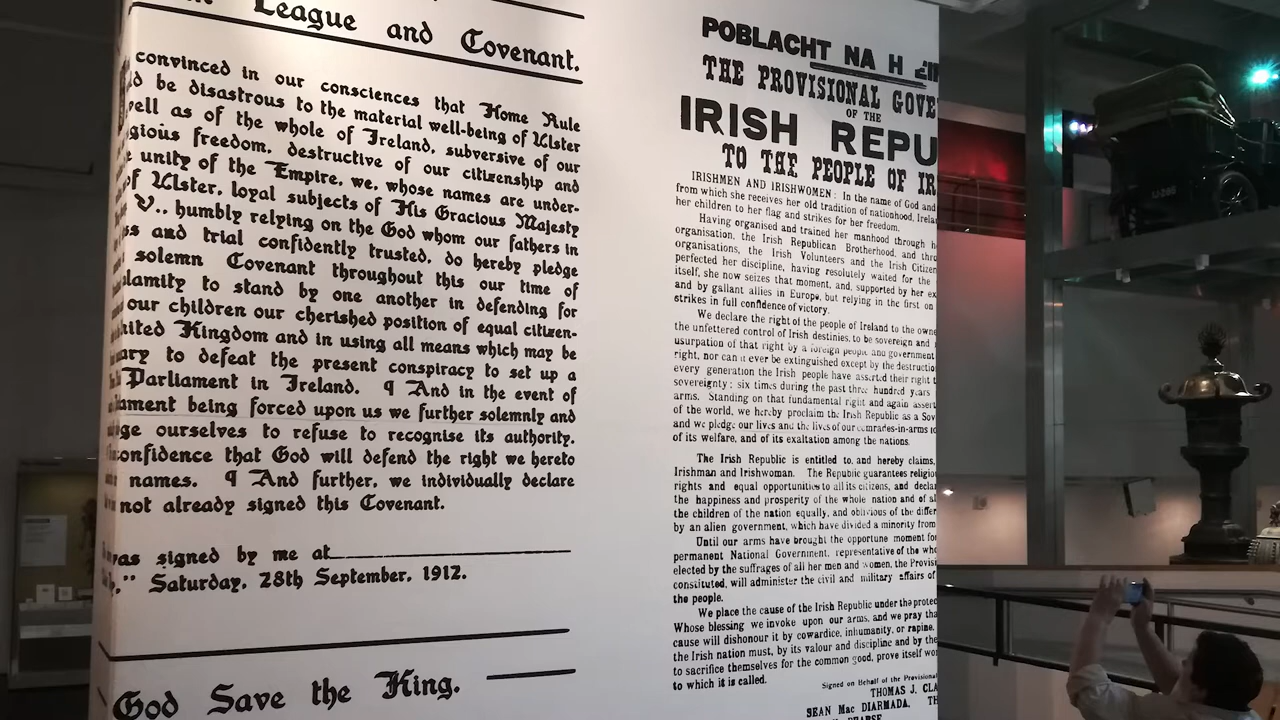 League and Covenant.
convinced in our consciences that Home Rule
be disastrous to the material well-being of Ulster
well as of the whole of Ireland, subversive of our
gious freedom, destructive of our citizenship and
unity of the Empire, we, whose names are under-
of Ulster, loyal subjects of His Gracious Majesty
V., humbly relying on the God whom our fathers in
ss and trial confidently trusted, do hereby pledge
solemn Covenant throughout this our time of
alamity to stand by one another in defending for
our children our cherished position of equal citizen-
nited Kingdom and in using all means which may be
ary to defeat the present conspiracy to set up a
Parliament in Ireland. ¶ And in the event of
liament being forced upon us we further solemnly and
ge ourselves to refuse to recognise its authority.
confidence that God will defend the right we hereto
names. ¶ And further, we individually declare
not already signed this Covenant.
was signed by me at
" Saturday, 28th September, 1912.
God Save the King.
POBLACHT NA H EIR
THE PROVISIONAL GOVE
OF THE
IRISH REPU
TO THE PEOPLE OF IR
IRISHMEN AND IRISHWOMEN : In the name of God and
from which she receives her old tradition of nationhood, Irelan
her children to her flag and strikes for her freedom.
Having organised and trained her manhood through h
organisation, the Irish Republican Brotherhood, and thro
organisations, the Irish Volunteers and the Irish Citizen
perfected her discipline, having resolutely waited for the
itself, she now seizes that moment, and, supported by her ex
and by gallant allies in Europe, but relying in the first on
strikes in full confidence of victory.
We declare the right of the people of Ireland to the owne
the unfettered control of Irish destinies, to be sovereign and i
usurpation of that right by a foreign people and government
right, nor can it ever be extinguished except by the destructio
every generation the Irish people have asserted their right t
sovereignty ; six times during the past three hundred years
arms. Standing on that fundamental right and again assert
of the world, we hereby proclaim the Irish Republic as a Sov
and we pledge our lives and the lives of our comrades-in-arms to
of its welfare, and of its exaltation among the nations.
The Irish Republic is entitled to, and hereby claims,
Irishman and Irishwoman. The Republic guarantees religio
rights and equal opportunities to all its citizens, and declar
the happiness and prosperity of the whole nation and of al
the children of the nation equally, and oblivious of the differ
by an alien government, which have divided a minority from
Until our arms have brought the opportune moment for
permanent National Government, representative of the who
elected by the suffrages of all her men and women, the Provisi
constituted, will administer the civil and military affairs of
the people.
We place the cause of the Irish Republic under the protec
Whose blessing we invoke upon our arms, and we pray tha
cause will dishonour it by cowardice, inhumanity, or rapine.
the Irish nation must, by its valour and discipline and by the
to sacrifice themselves for the common good, prove itself wor
to which it is called.
Signed on Behalf of the Provisional
THOMAS J. CLA
SEAN Mac DIARMADA, TH
PEARSE